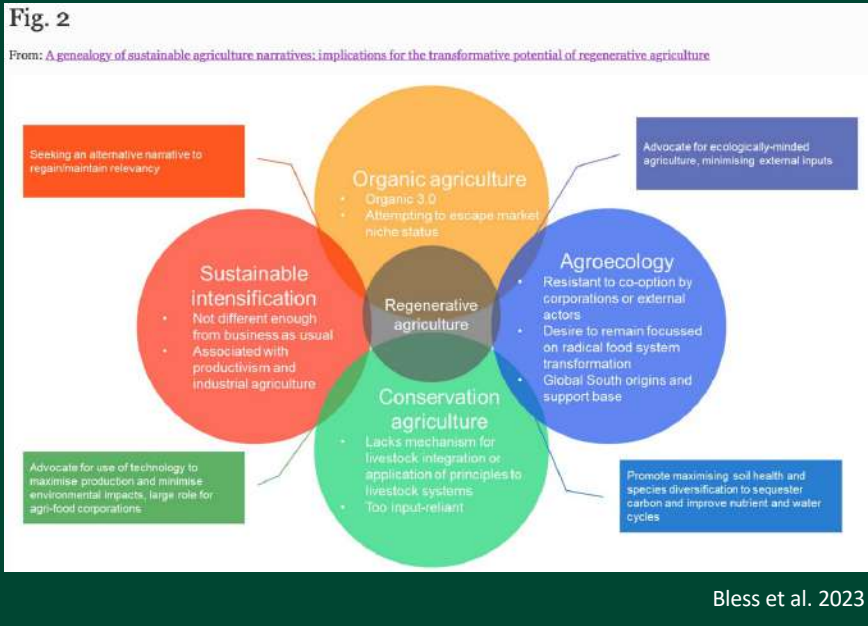 Fig. 2
From: A genealogy of sustainable agriculture narratives: implications for the transformative potential of regenerative agriculture
Seeking an alternative narrative to
regain/maintain relevancy
Advocate for ecologically-minded
agriculture, minimising external inputs
Organic agriculture
• Organic 3.0
• Attempting to escape market
niche status
Sustainable
intensification
• Not different enough
from business as usual
• Associated with
productivism and
industrial agriculture
Regenerative
agriculture
Agroecology
• Resistant to co-option by
corporations or external
actors
• Desire to remain focussed
on radical food system
transformation
• Global South origins and
support base
Conservation
agriculture
• Lacks mechanism for
livestock integration or
application of principles to
livestock systems
• Too input-reliant
Advocate for use of technology to
maximise production and minimise
environmental impacts, large role for
agri-food corporations
Promote maximising soil health and
species diversification to sequester
carbon and improve nutrient and water
cycles
Bless et al. 2023